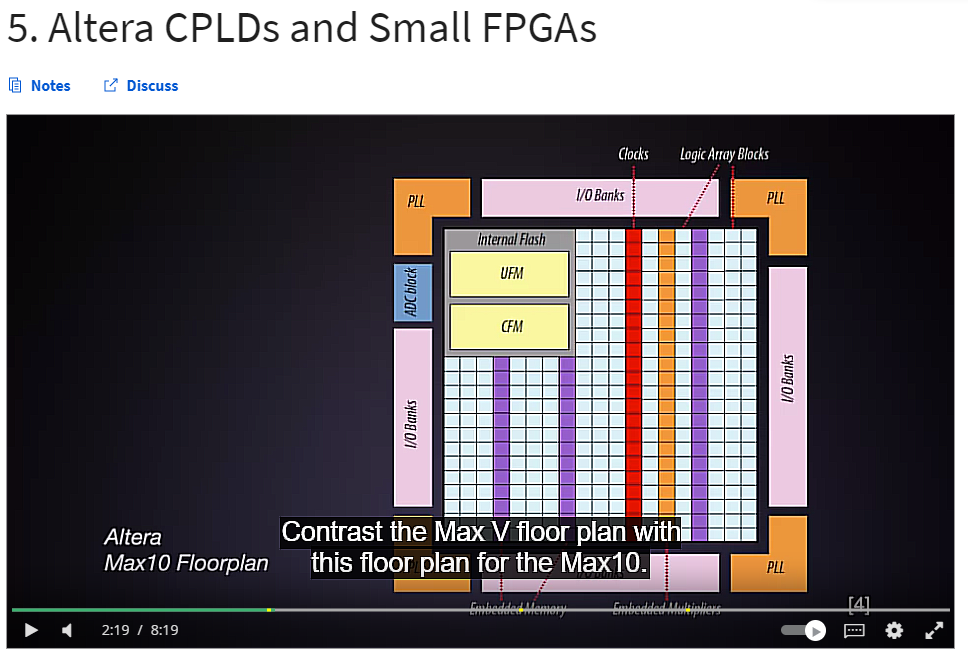 5. Altera CPLDs and Small FPGAs
Notes
Discuss
Clocks
Logic Array Blocks
PLL
I/O Banks
PLL
Internal Flash
UFM
ADC block
CFM
I/O Banks
I/O Banks
Altera
Max10 Floorplan
Contrast the Max V floor plan with
this floor plan for the Max10.
PLL
Embedded Memory
Embedded Multipliers
[4]
2:19 / 8:19